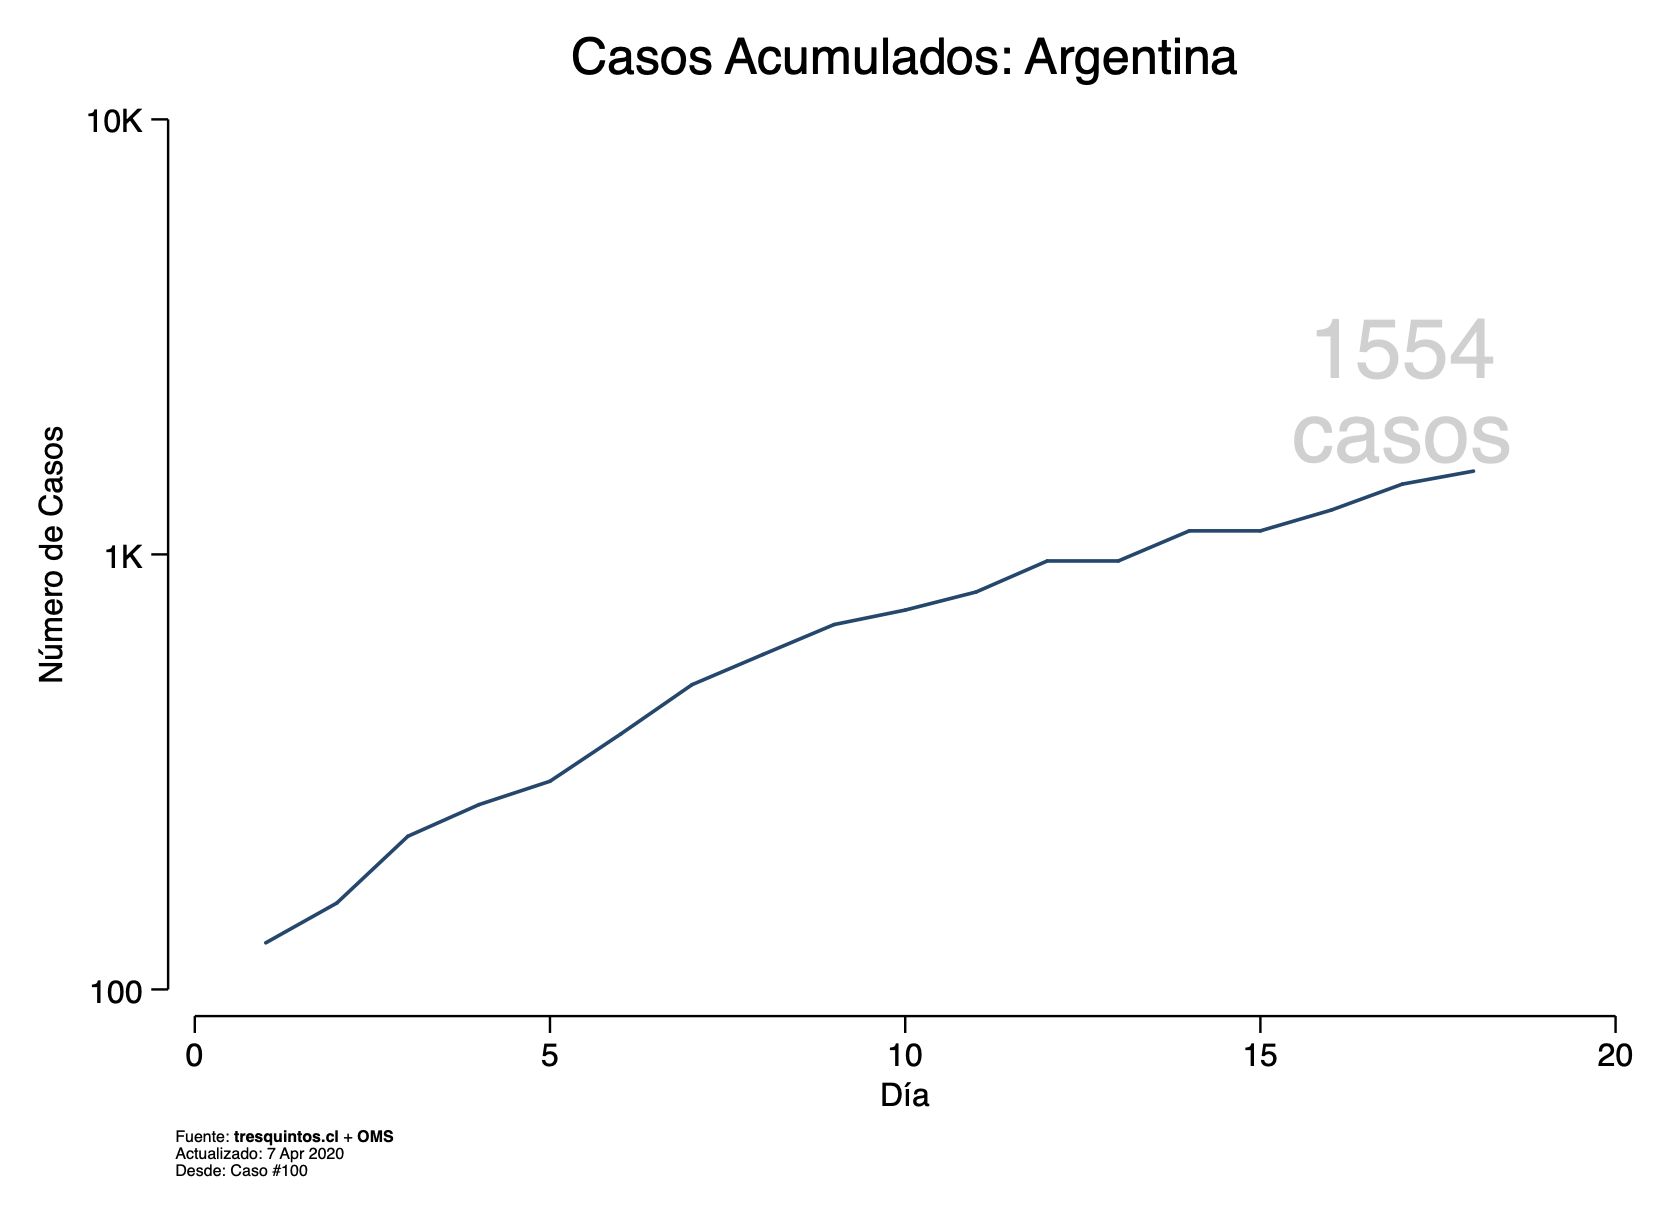 Casos Acumulados: Argentina
10K
1K
100
Número de Casos
1554
casos
0 5 10 15 20
Día
Fuente: tresquintos.cl + OMS
Actualizado: 7 Apr 2020
Desde: Caso #100